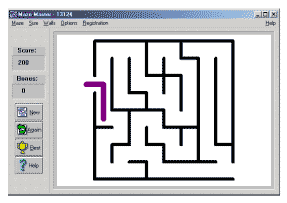 Maze Master - 13124
Maze Size Walls Options Registration Help
Score:
200
Bones:
0
New
Again
Best
Help